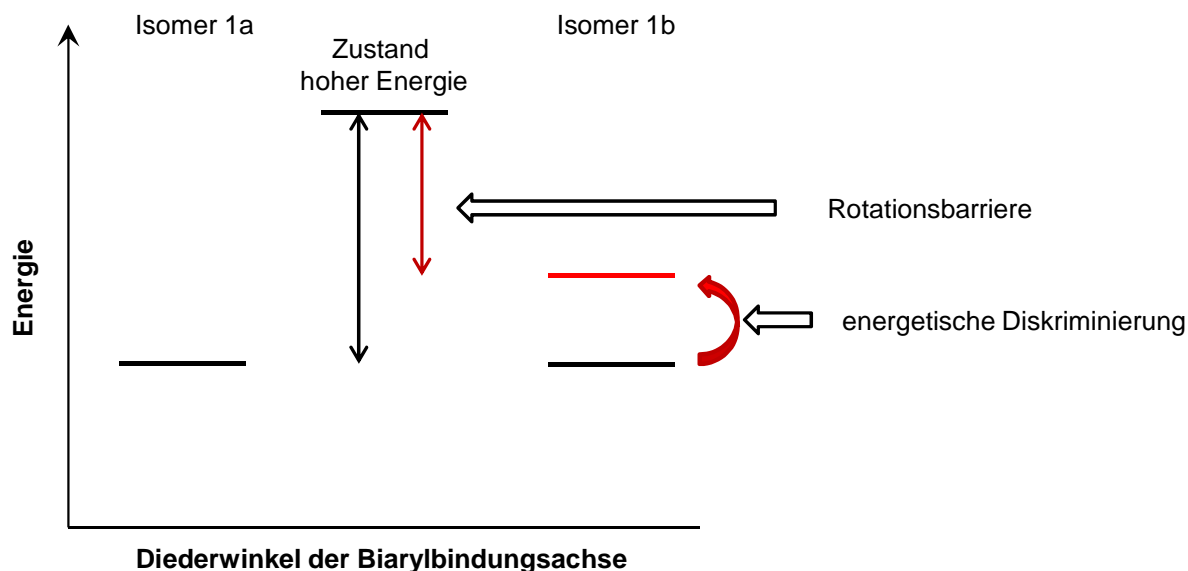 Isomer 1a
Isomer 1b
Zustand
hoher Energie
Rotationsbarriere
Energie
energetische Diskriminierung
Diederwinkel der Biarylbindungsachse